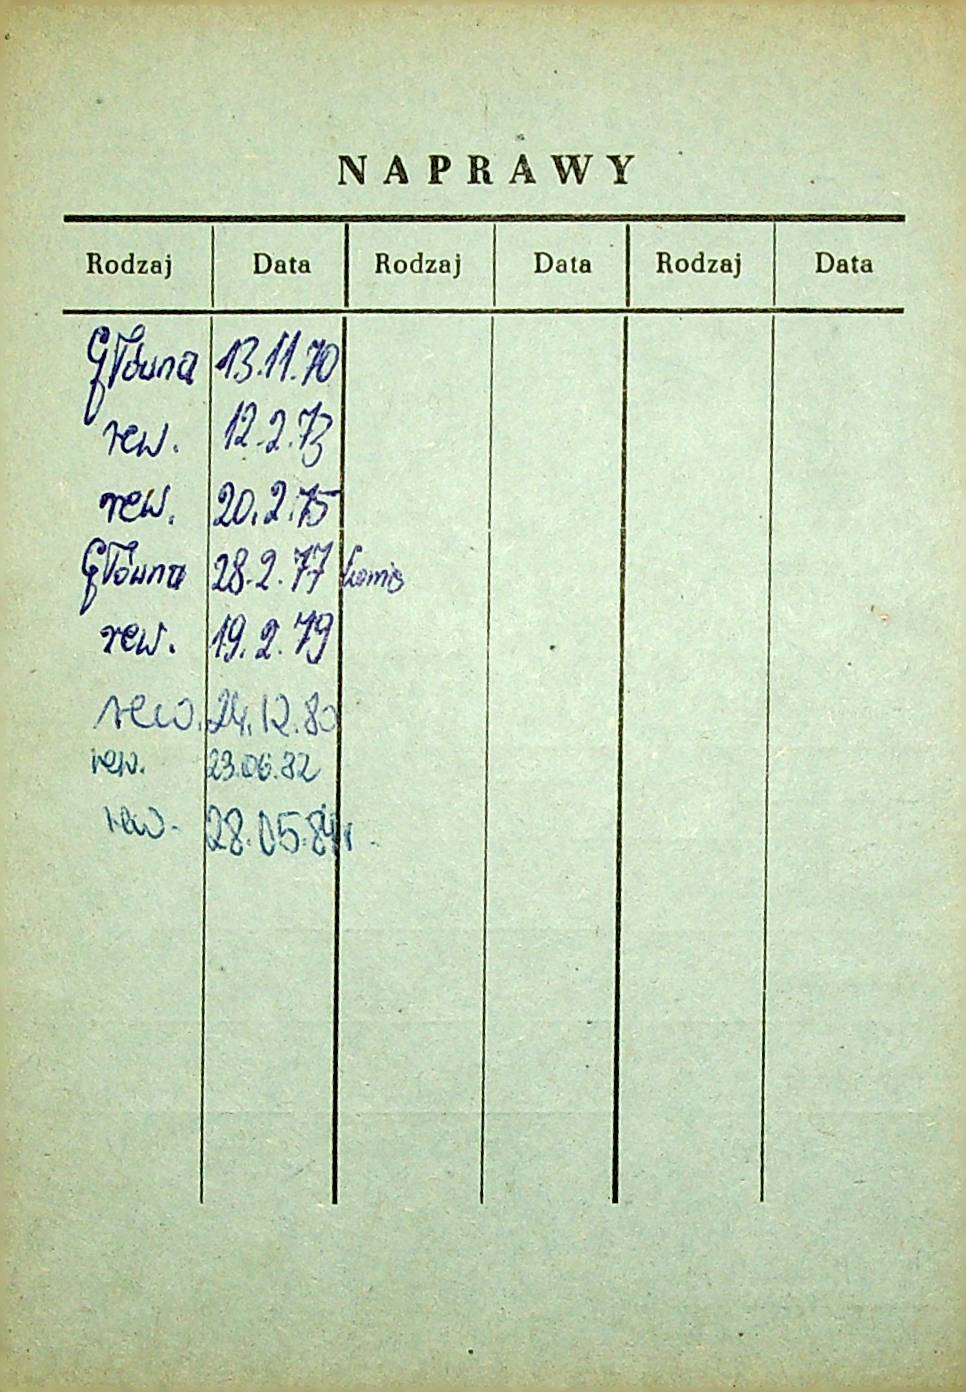 NAPRAWY
Rodzaj Data Rodzaj Data Rodzaj Data
Główna 13.11.70
rew. 12.2.73
rew. 20.2.75
Główna 28.2.77
rew. 19.2.79
rew. 24.12.80
rew. 23.06.82
rew. 28.05.84r.